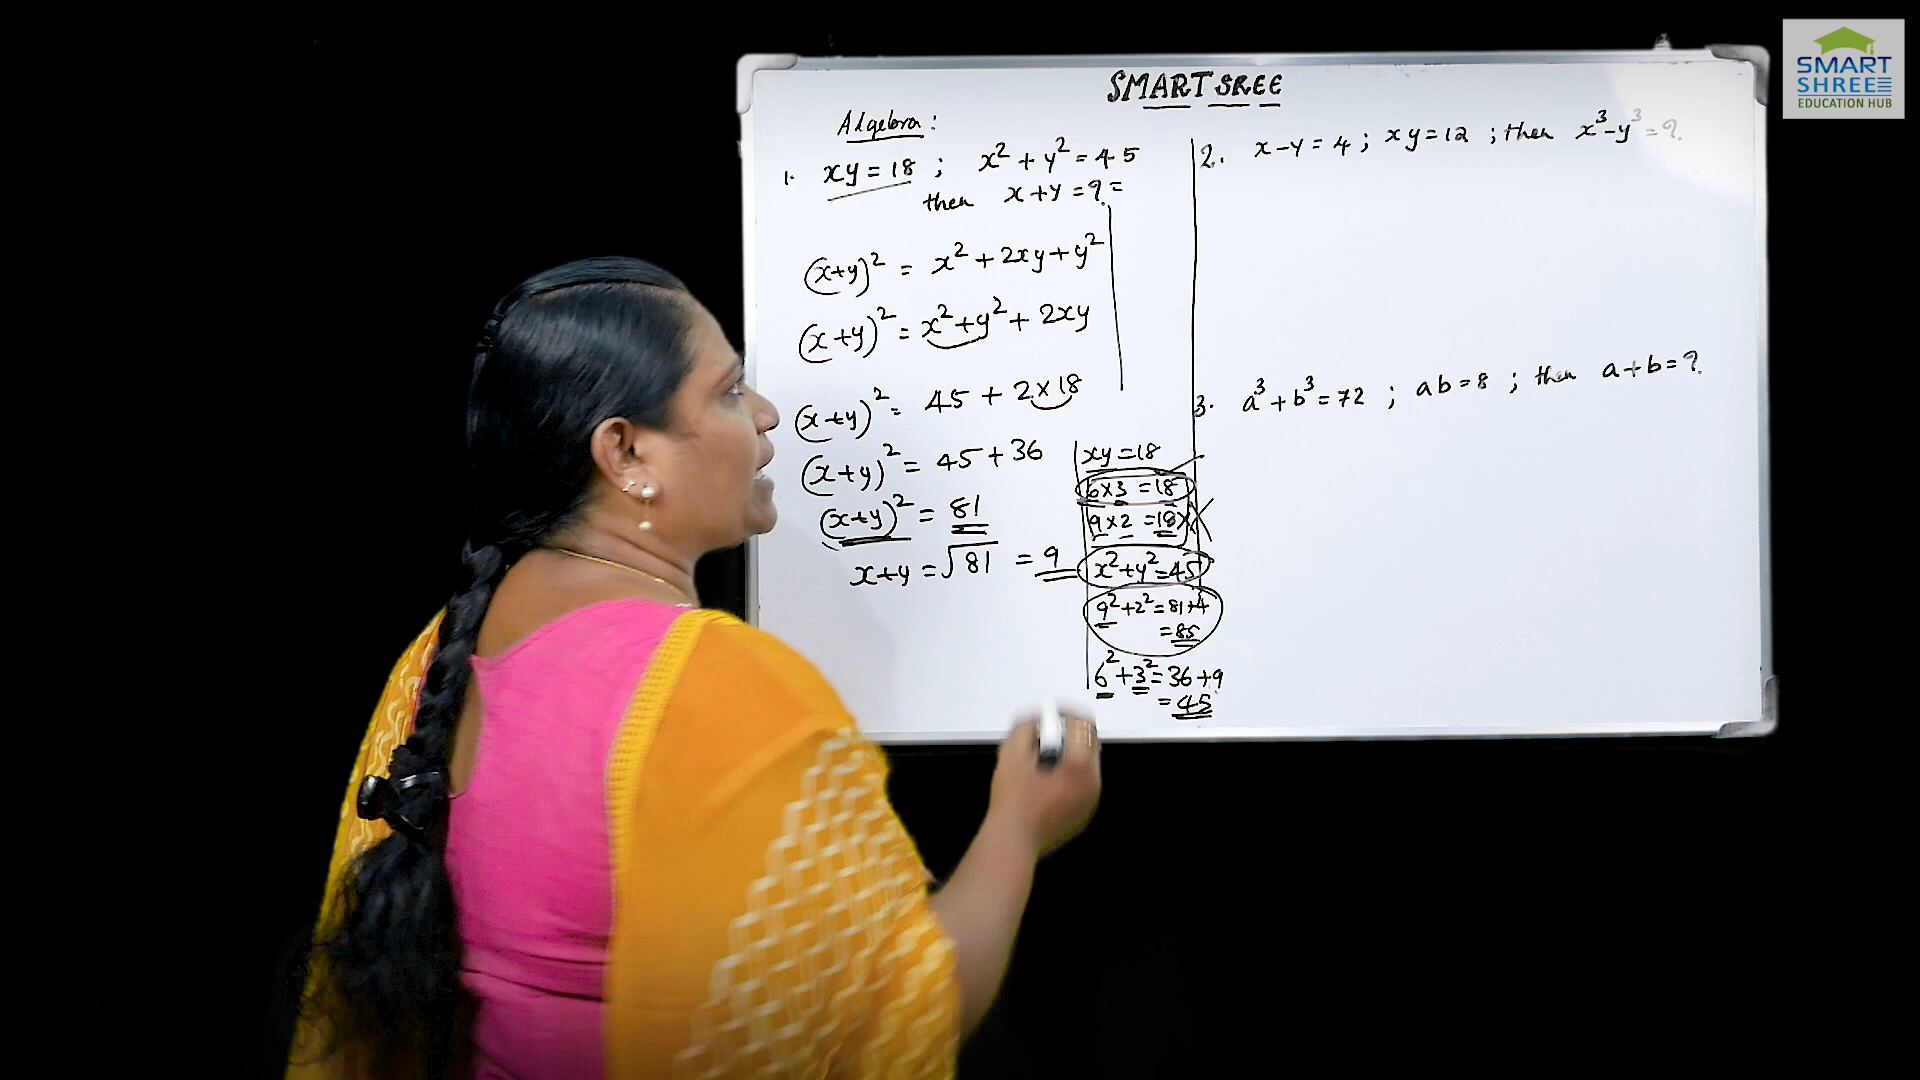 SMART SREE
Algebra:
1. xy = 18 ; x² + y² = 45
then x + y = ? =
(x+y)² = x² + 2xy + y²
(x+y)² = x² + y² + 2xy
(x+y)² = 45 + 2 x 18
(x+y)² = 45 + 36
(x+y)² = 81
x+y = √81 = 9
xy = 18
6 x 3 = 18
9 x 2 = 18 x
x² + y² = 45
9² + 2² = 81+4
= 85
6² + 3² = 36 + 9
= 45
2. x - y = 4 ; xy = 12 ; then x³ - y³ = ?
3. a³ + b³ = 72 ; ab = 8 ; then a + b = ?
SMART
SHREE
EDUCATION HUB